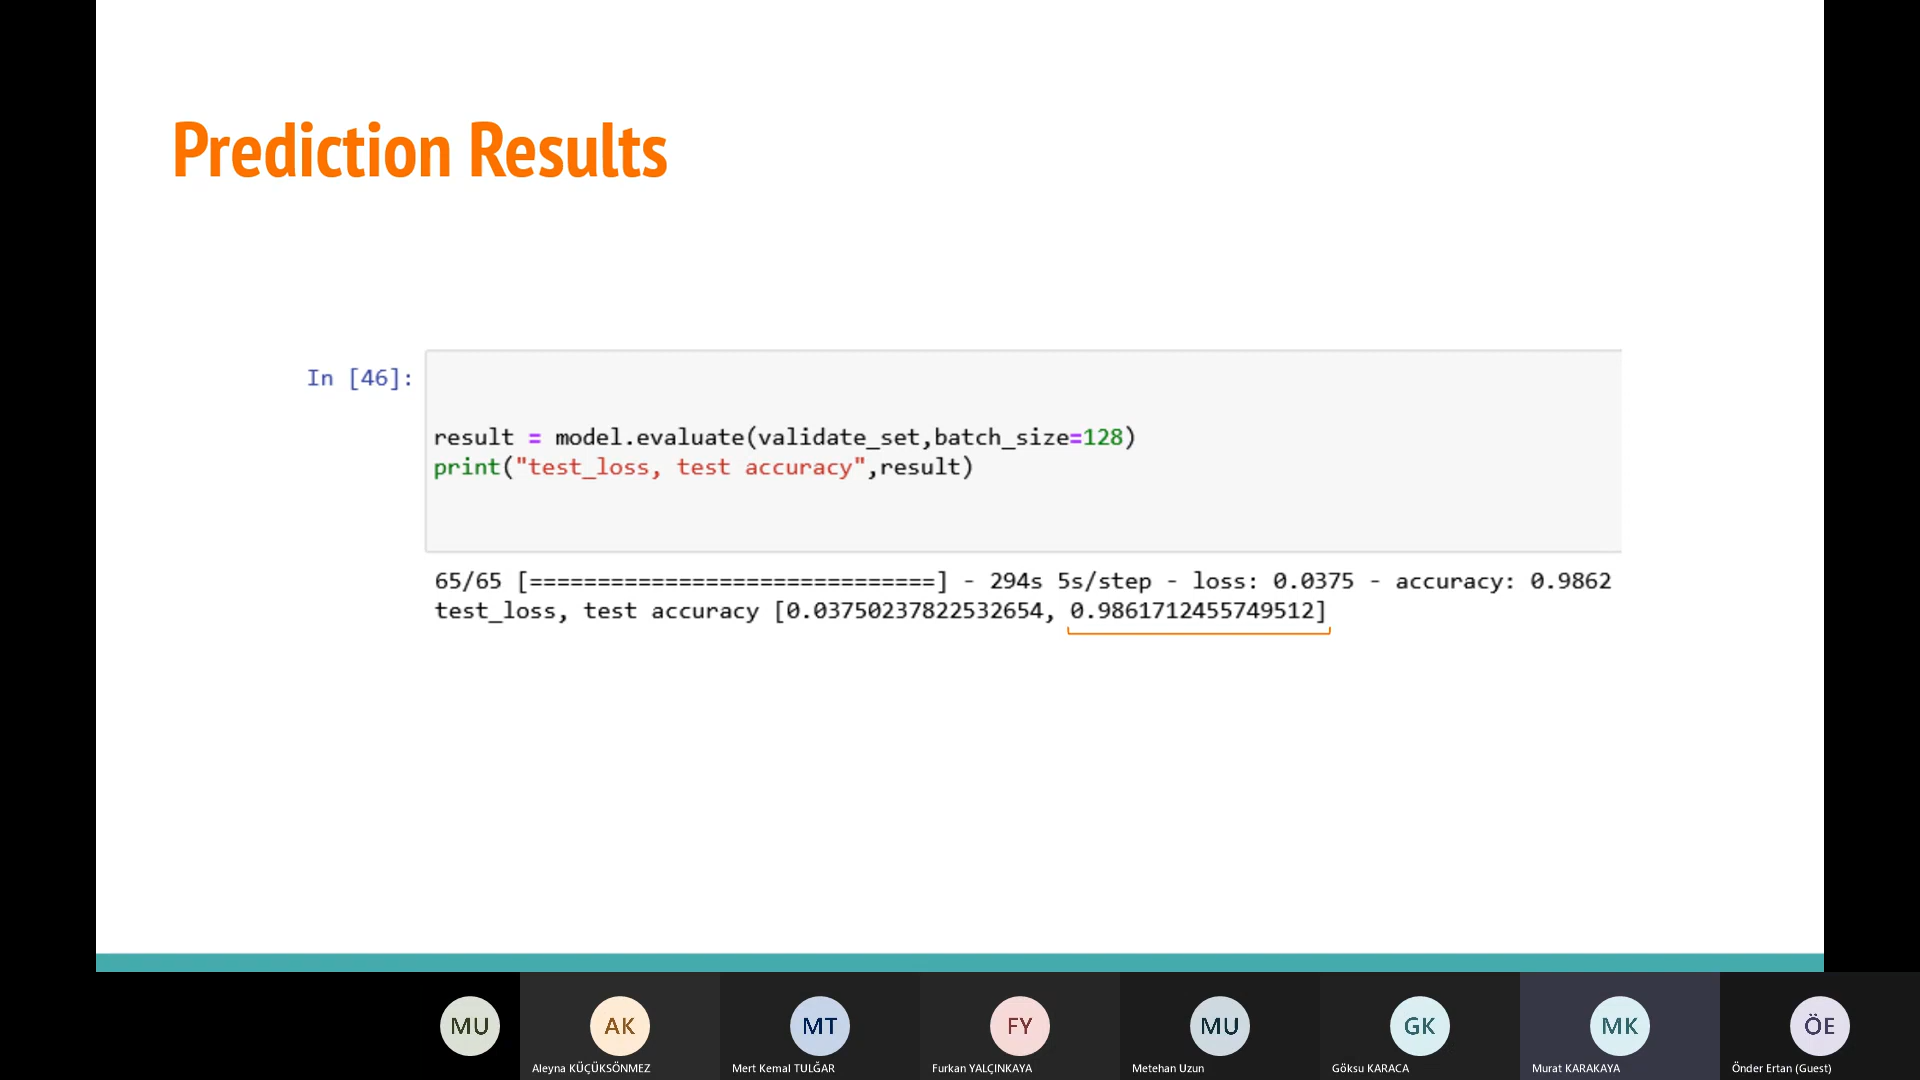 Prediction Results
In [46]:
result = model.evaluate(validate_set,batch_size=128)
print("test_loss, test accuracy",result)
65/65 [==============================] - 294s 5s/step - loss: 0.0375 - accuracy: 0.9862
test_loss, test accuracy [0.03750237822532654, 0.9861712455749512]
MU AK MT FY MU GK MK ÖE
Aleyna KÜÇÜKSÖNMEZ Mert Kemal TULĞAR Furkan YALÇINKAYA Metehan Uzun Göksu KARACA Murat KARAKAYA Önder Ertan (Guest)